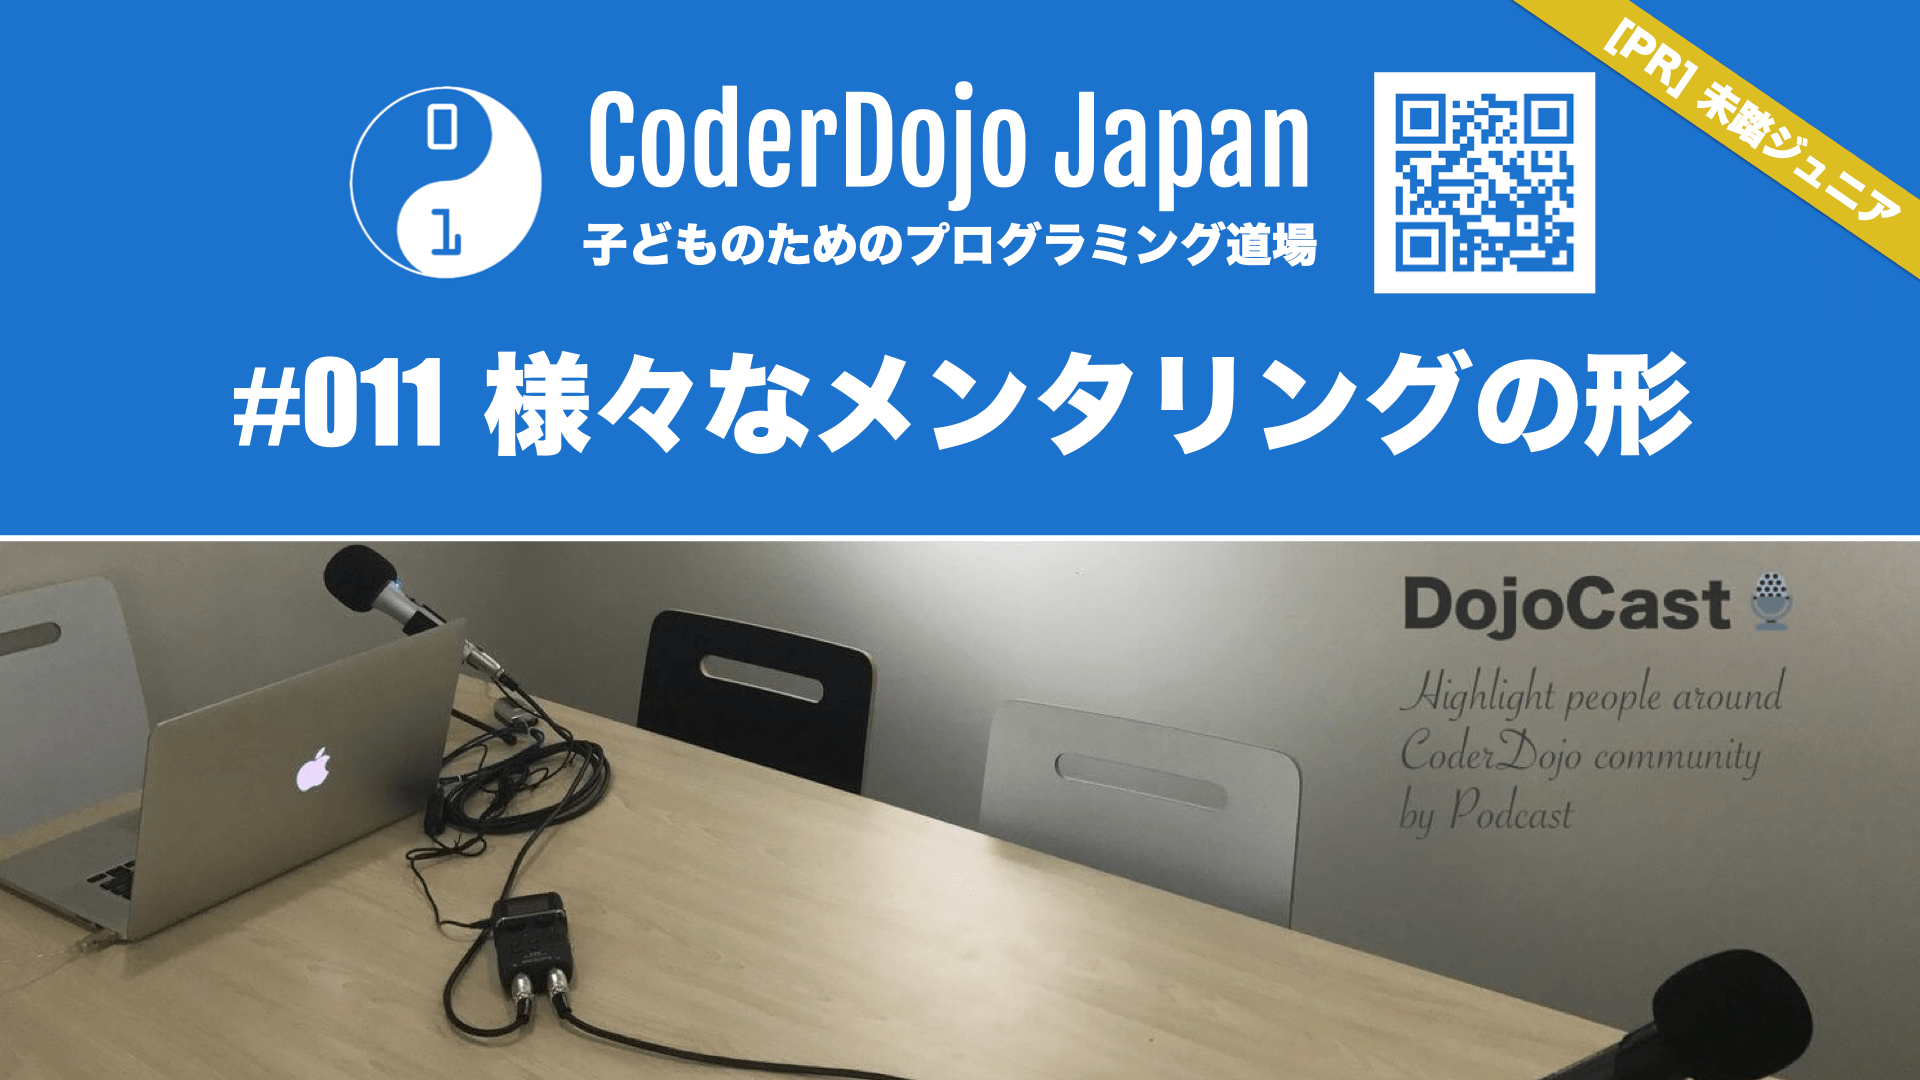 0
1
CoderDojo Japan
子どものためのプログラミング道場
[PR] 未踏ジュニア
#011 様々なメンタリングの形
DojoCast
Highlight people around
CoderDojo community
by Podcast